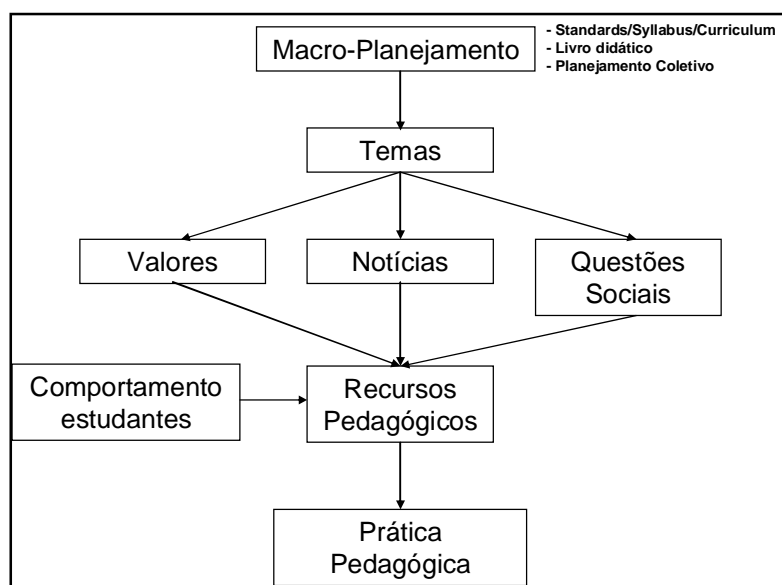 Macro-Planejamento
- Standards/Syllabus/Curriculum
- Livro didático
- Planejamento Coletivo
Temas
Valores
Notícias
Questões
Sociais
Comportamento
estudantes
Recursos
Pedagógicos
Prática
Pedagógica